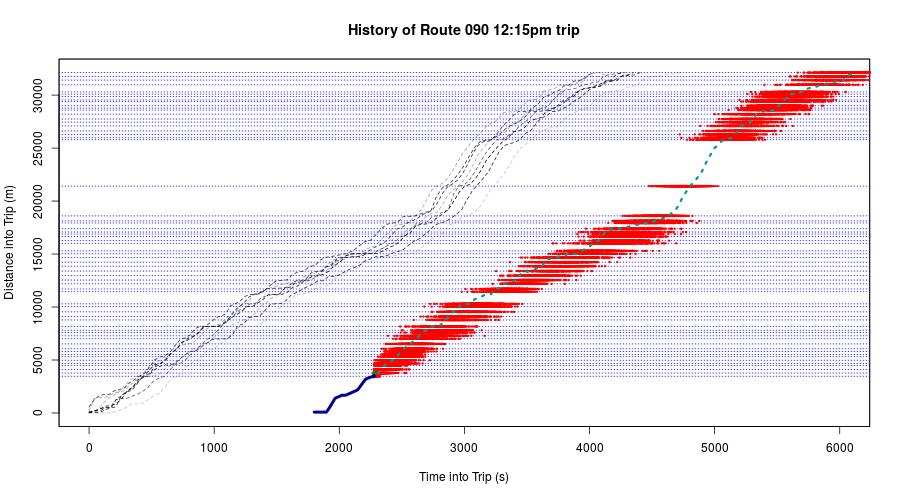 History of Route 090 12:15pm trip
Distance into Trip (m)
30000
25000
20000
15000
10000
5000
0
0 1000 2000 3000 4000 5000 6000
Time into Trip (s)